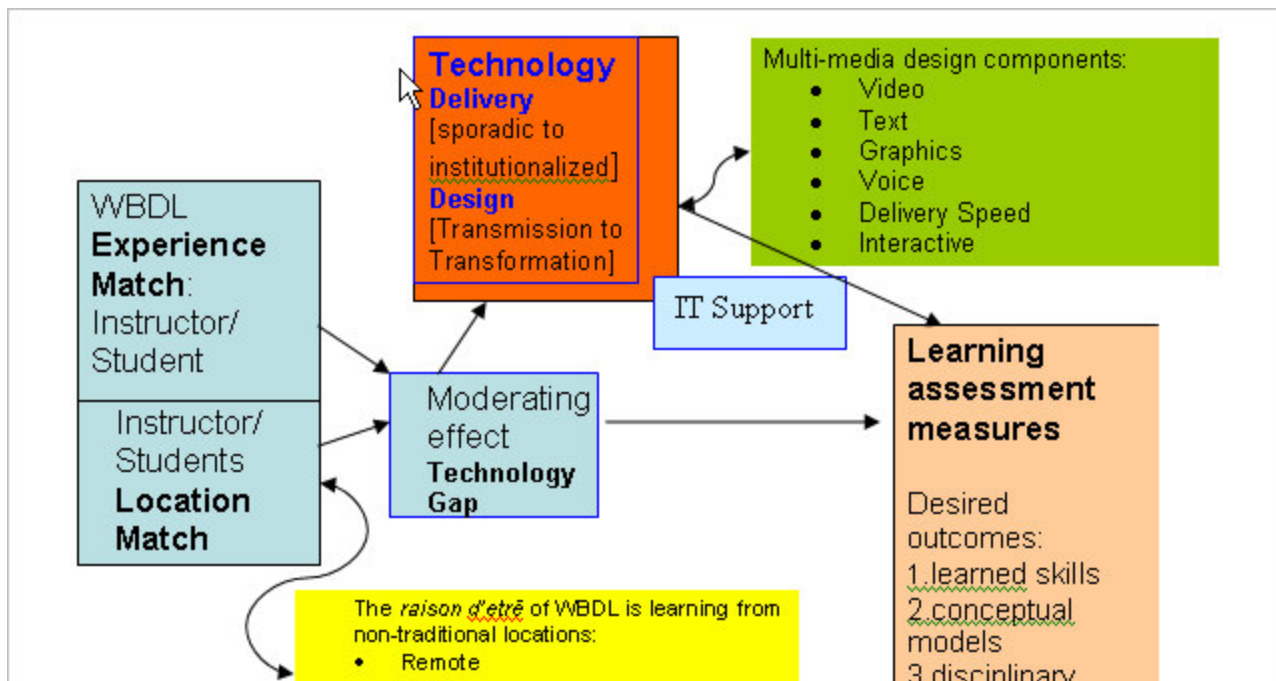 Technology
Delivery
[sporadic to
institutionalized]
Design
[Transmission to
Transformation]
Multi-media design components:
• Video
• Text
• Graphics
• Voice
• Delivery Speed
• Interactive
WBDL
Experience
Match:
Instructor/
Student
Instructor/
Students
Location
Match
IT Support
Moderating
effect
Technology
Gap
Learning
assessment
measures
Desired
outcomes:
1.learned skills
2.conceptual
models
3.disciplinary
The raison d'etrē of WBDL is learning from
non-traditional locations:
• Remote